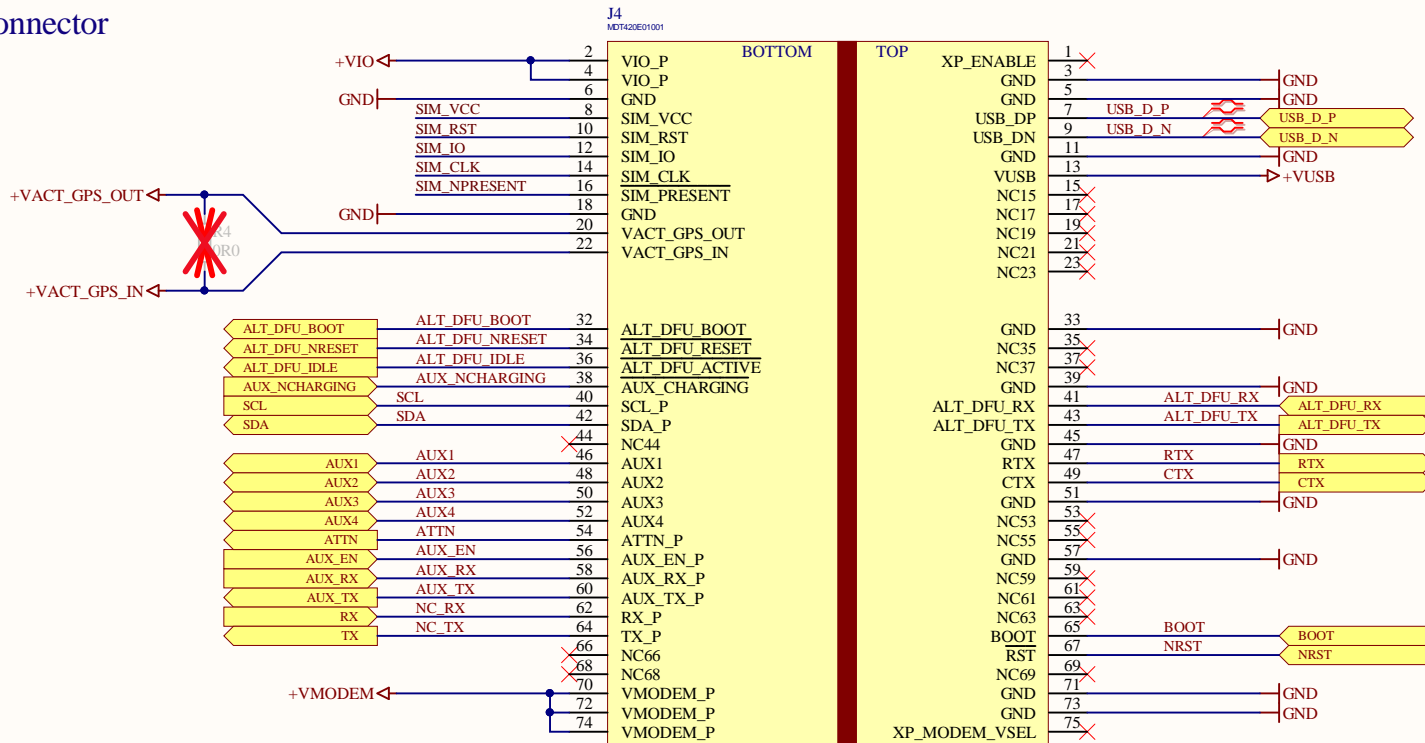 onnector
J4
MDT420E01001
BOTTOM TOP
+VIO 2 VIO_P XP_ENABLE 1
4 VIO_P GND 3 GND
GND 6 GND GND 5 GND
SIM_VCC 8 SIM_VCC USB_DP 7 USB_D_P USB_D_P
SIM_RST 10 SIM_RST USB_DN 9 USB_D_N USB_D_N
SIM_IO 12 SIM_IO GND 11 GND
SIM_CLK 14 SIM_CLK VUSB 13 +VUSB
SIM_NPRESENT 16 SIM_PRESENT NC15 15
+VACT_GPS_OUT
GND 18 GND NC17 17
20 VACT_GPS_OUT NC19 19
R4
0R0
22 VACT_GPS_IN NC21 21
NC23 23
+VACT_GPS_IN
ALT_DFU_BOOT ALT_DFU_BOOT 32 ALT_DFU_BOOT GND 33 GND
ALT_DFU_NRESET ALT_DFU_NRESET 34 ALT_DFU_RESET NC35 35
ALT_DFU_IDLE ALT_DFU_IDLE 36 ALT_DFU_ACTIVE NC37 37
AUX_NCHARGING AUX_NCHARGING 38 AUX_CHARGING GND 39 GND
SCL SCL 40 SCL_P ALT_DFU_RX 41 ALT_DFU_RX ALT_DFU_RX
SDA SDA 42 SDA_P ALT_DFU_TX 43 ALT_DFU_TX ALT_DFU_TX
44 NC44 GND 45 GND
AUX1 AUX1 46 AUX1 RTX 47 RTX RTX
AUX2 AUX2 48 AUX2 CTX 49 CTX CTX
AUX3 AUX3 50 AUX3 GND 51 GND
AUX4 AUX4 52 AUX4 NC53 53
ATTN ATTN 54 ATTN_P NC55 55
AUX_EN AUX_EN 56 AUX_EN_P GND 57 GND
AUX_RX AUX_RX 58 AUX_RX_P NC59 59
AUX_TX AUX_TX 60 AUX_TX_P NC61 61
RX NC_RX 62 RX_P NC63 63
TX NC_TX 64 TX_P BOOT 65 BOOT BOOT
66 NC66 RST 67 NRST NRST
68 NC68 NC69 69
+VMODEM 70 VMODEM_P GND 71 GND
72 VMODEM_P GND 73 GND
74 VMODEM_P XP_MODEM_VSEL 75